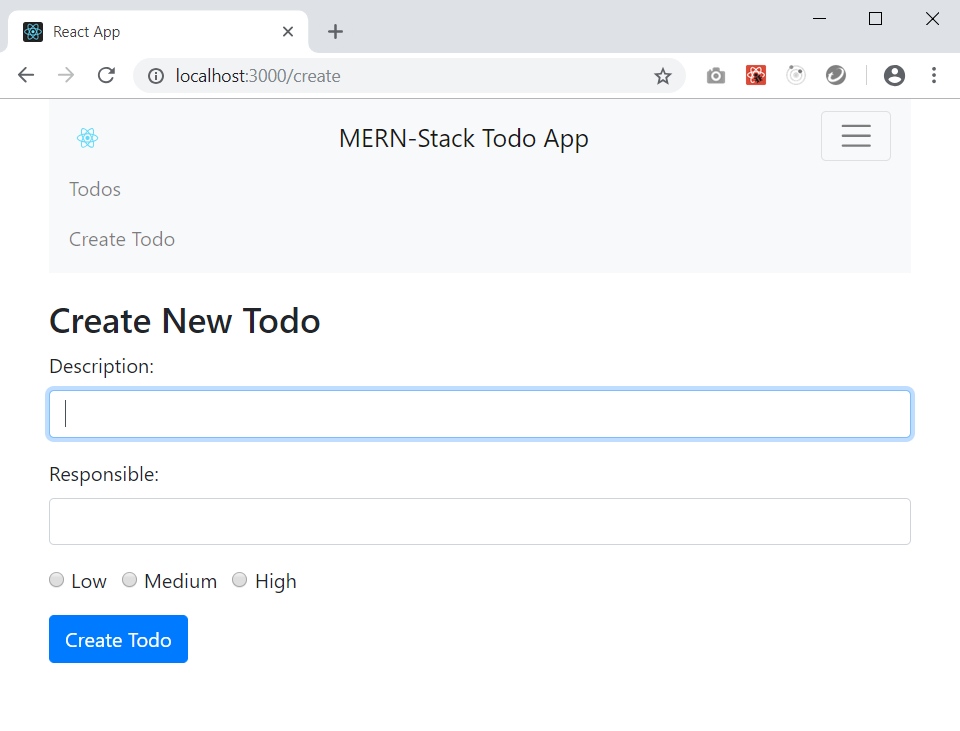 React App
localhost:3000/create
MERN-Stack Todo App
Todos
Create Todo
Create New Todo
Description:
Responsible:
Low Medium High
Create Todo